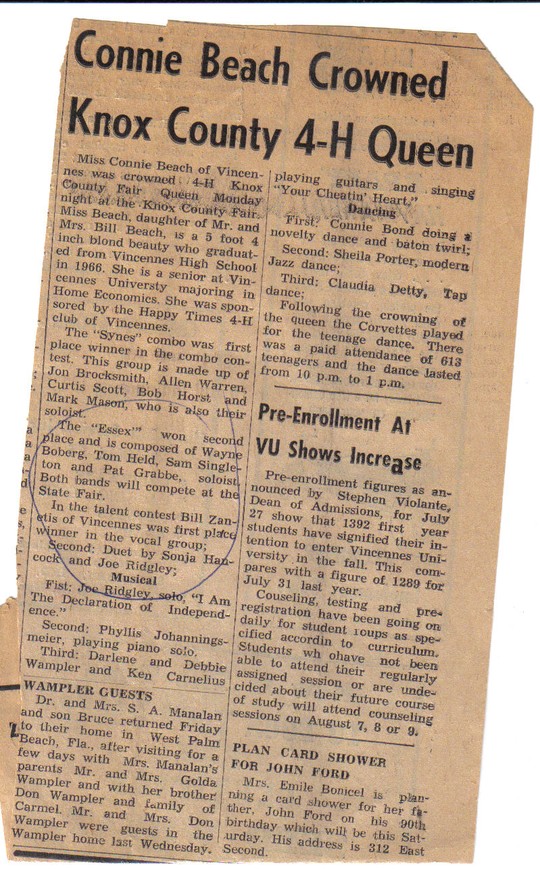 Connie Beach Crowned
Knox County 4-H Queen
Miss Connie Beach of Vincen-
nes was crowned 4-H Knox
County Fair Queen Monday
night at the Knox County Fair.
Miss Beach, daughter of Mr. and
Mrs. Bill Beach, is a 5 foot 4
inch blond beauty who graduat-
ed from Vincennes High School
in 1966. She is a senior at Vin-
cennes Universty majoring in
Home Economics. She was spon-
sored by the Happy Times 4-H
club of Vincennes.
The "Synes" combo was first
place winner in the combo con-
test. This group is made up of
Jon Brocksmith, Allen Warren,
Curtis Scott, Bob Horst and
Mark Mason, who is also their
soloist.
The "Essex'" won second
place and is composed of Wayne
Boberg, Tom Held, Sam Single-
ton and Pat Grabbe, soloist.
Both bands will compete at the
State Fair.
In the talent contest Bill Zan-
etis of Vincennes was first place
winner in the vocal group;
Second: Duet by Sonja Han-
cock and Joe Ridgley;
Musical
Fist: Joe Ridgley, solo, "I Am
The Declaration of Independ-
ence."
Second: Phyllis Johannings-
meier, playing piano solo.
Third: Darlene and Debbie
Wampler and Ken Carnelius
playing guitars and singing
"Your Cheatin' Heart."
Dancing
First: Connie Bond doing a
novelty dance and baton twirl;
Second: Sheila Porter, modern
Jazz dance;
Third: Claudia Detty, Tap
dance;
Following the crowning of
the queen the Corvettes played
for the teenage dance. There
was a paid attendance of 613
teenagers and the dance lasted
from 10 p.m. to 1 p.m.
Pre-Enrollment At
VU Shows Increase
Pre-enrollment figures as an-
nounced by Stephen Violante,
Dean of Admissions, for July
27 show that 1392 first year
students have signified their in-
tention to enter Vincennes Uni-
versity in the fall. This com-
pares with a figure of 1289 for
July 31 last year.
Couseling, testing and pre-
registration have been going on
daily for student roups as spe-
cified accordin to curriculum.
Students wh ohave not been
able to attend their regularly
assigned session or are unde-
cided about their future course
of study will attend counseling
sessions on August 7, 8 or 9.
WAMPLER GUESTS
Dr. and Mrs. S. A. Manalan
and son Bruce returned Friday
to their home in West Palm
Beach, Fla., after visiting for a
few days with Mrs. Manalan's
parents Mr. and Mrs. Golda
Wampler and with her brother
Don Wampler and family of
Carmel. Mr. and Mrs. Don
Wampler were guests in the
Wampler home last Wednesday.
PLAN CARD SHOWER
FOR JOHN FORD
Mrs. Emile Bonicel is plan-
ning a card shower for her fa-
ther, John Ford on his 90th
birthday which will be this Sat-
urday. His address is 312 East
Second.